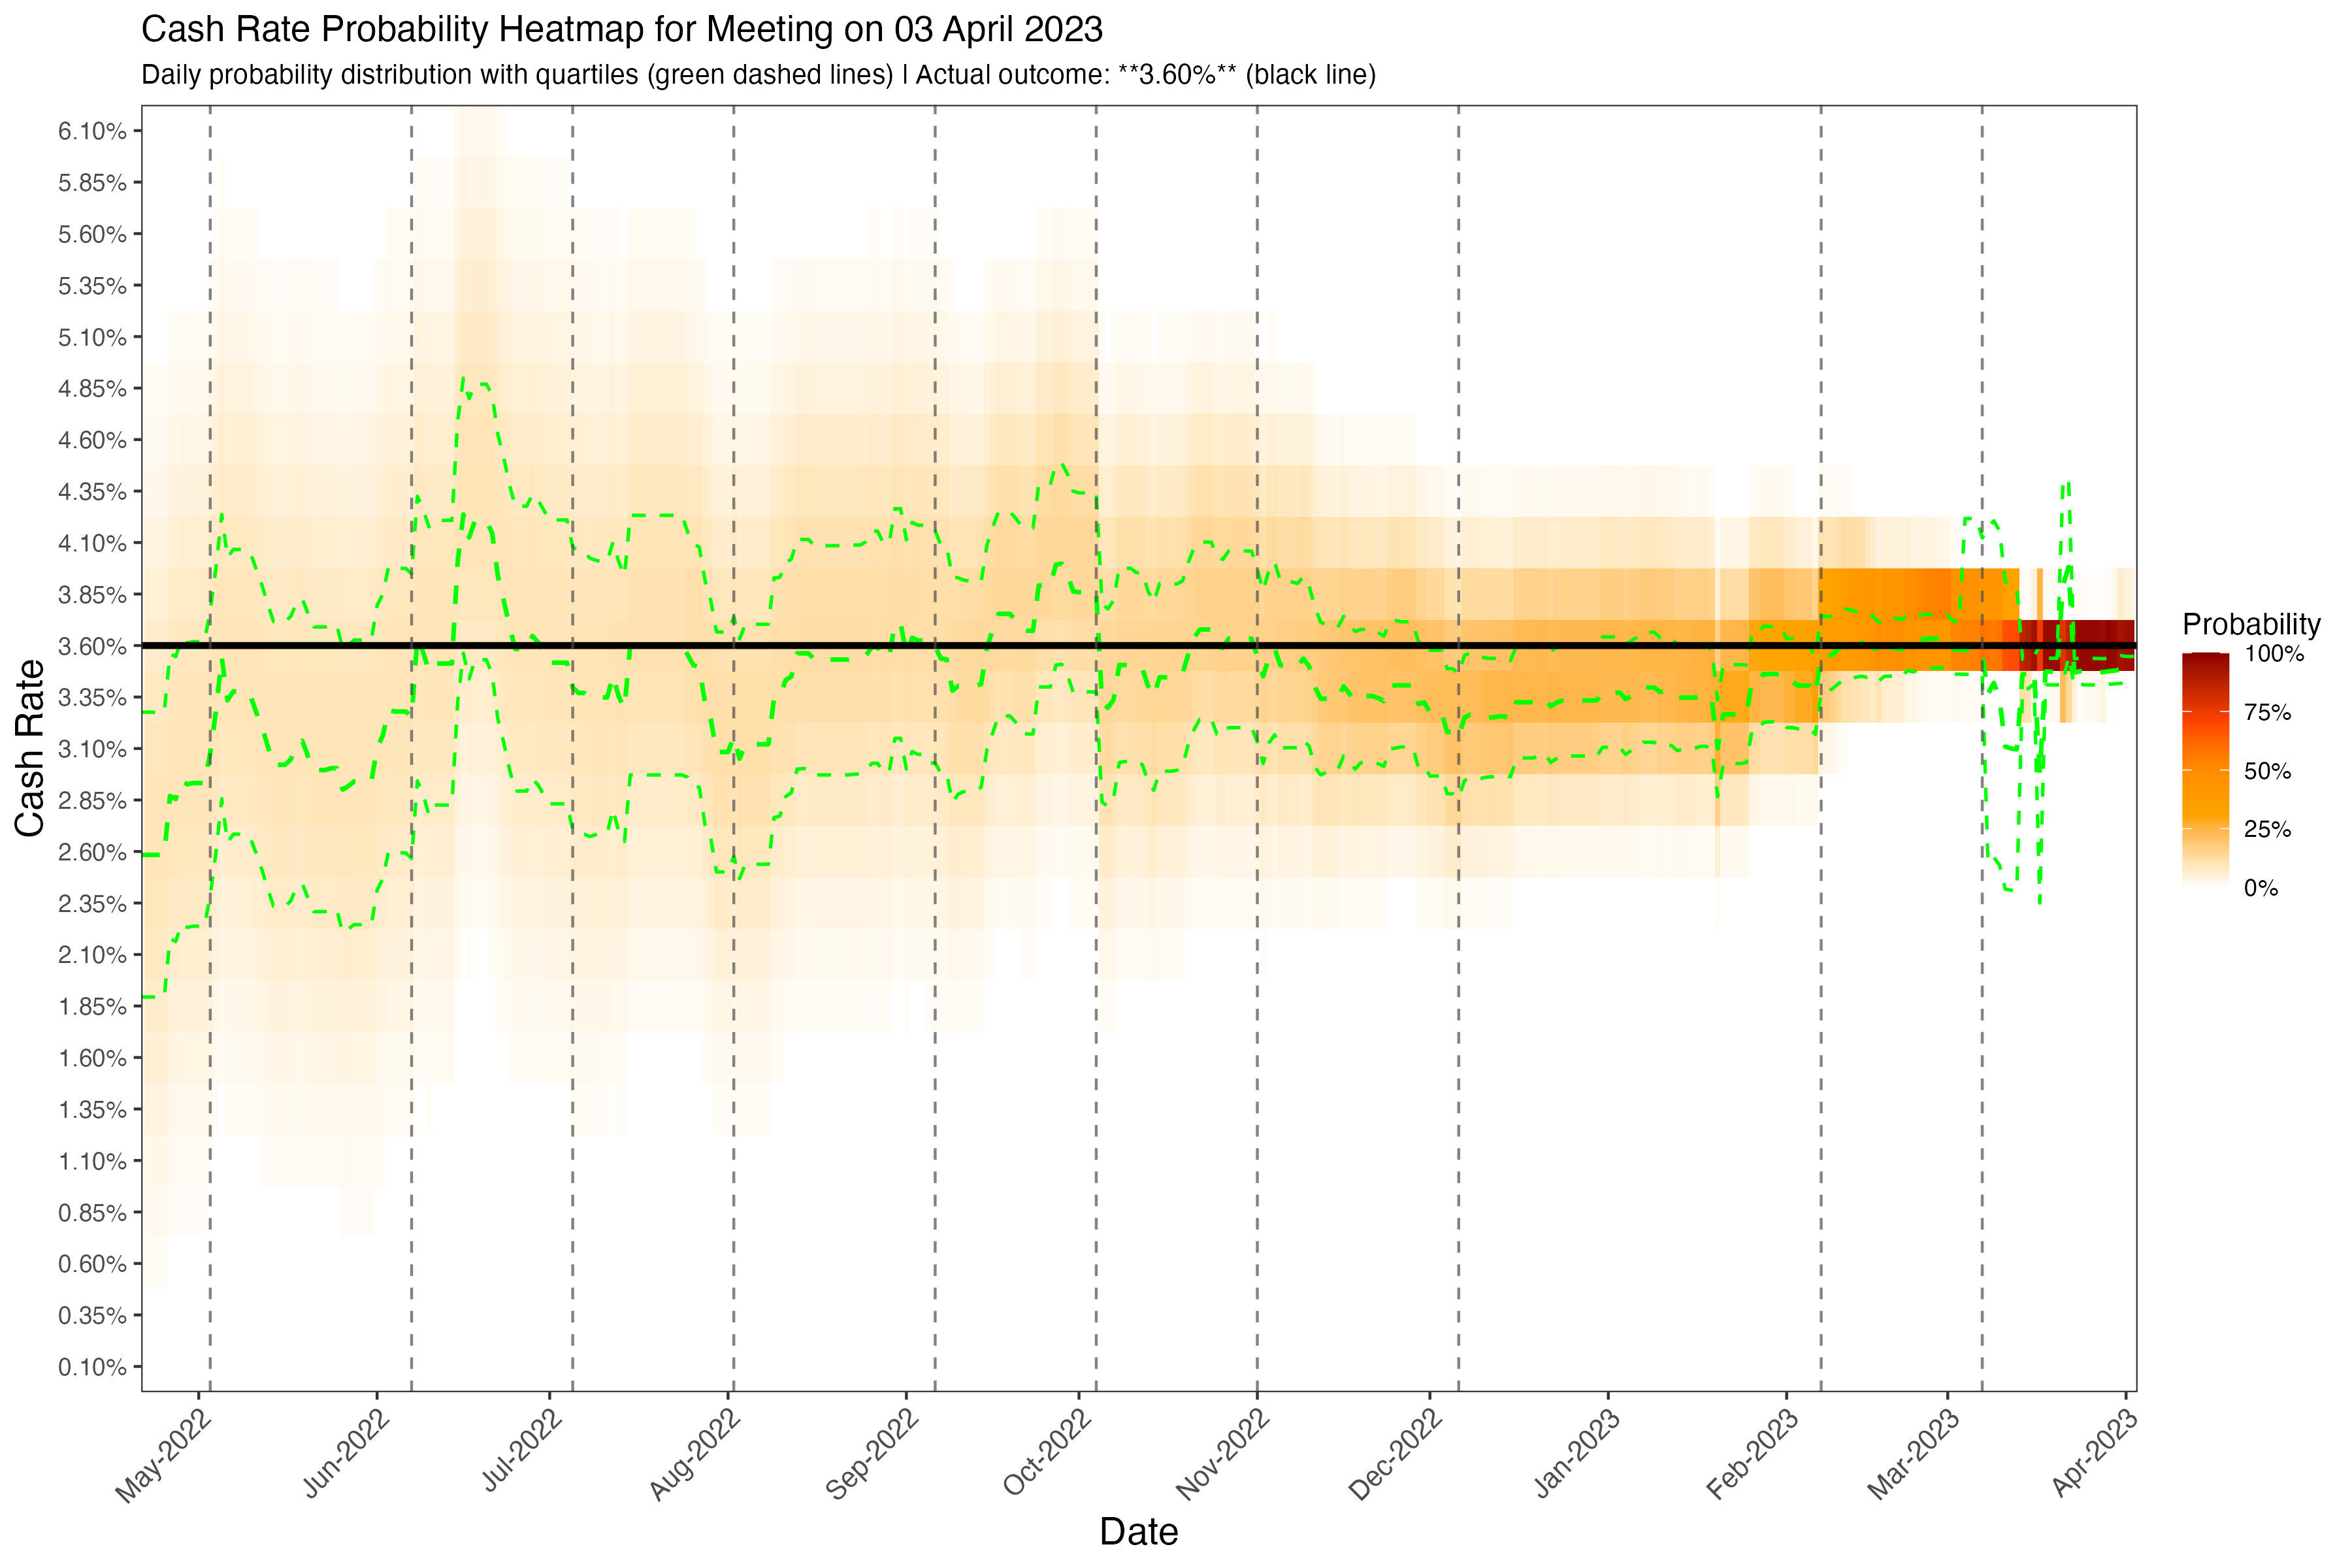 Cash Rate Probability Heatmap for Meeting on 03 April 2023
Daily probability distribution with quartiles (green dashed lines) | Actual outcome: **3.60%** (black line)
Cash Rate
6.10%
5.85%
5.60%
5.35%
5.10%
4.85%
4.60%
4.35%
4.10%
3.85%
3.60%
3.35%
3.10%
2.85%
2.60%
2.35%
2.10%
1.85%
1.60%
1.35%
1.10%
0.85%
0.60%
0.35%
0.10%
May-2022
Jun-2022
Jul-2022
Aug-2022
Sep-2022
Oct-2022
Nov-2022
Dec-2022
Jan-2023
Feb-2023
Mar-2023
Apr-2023
Date
Probability
100%
75%
50%
25%
0%